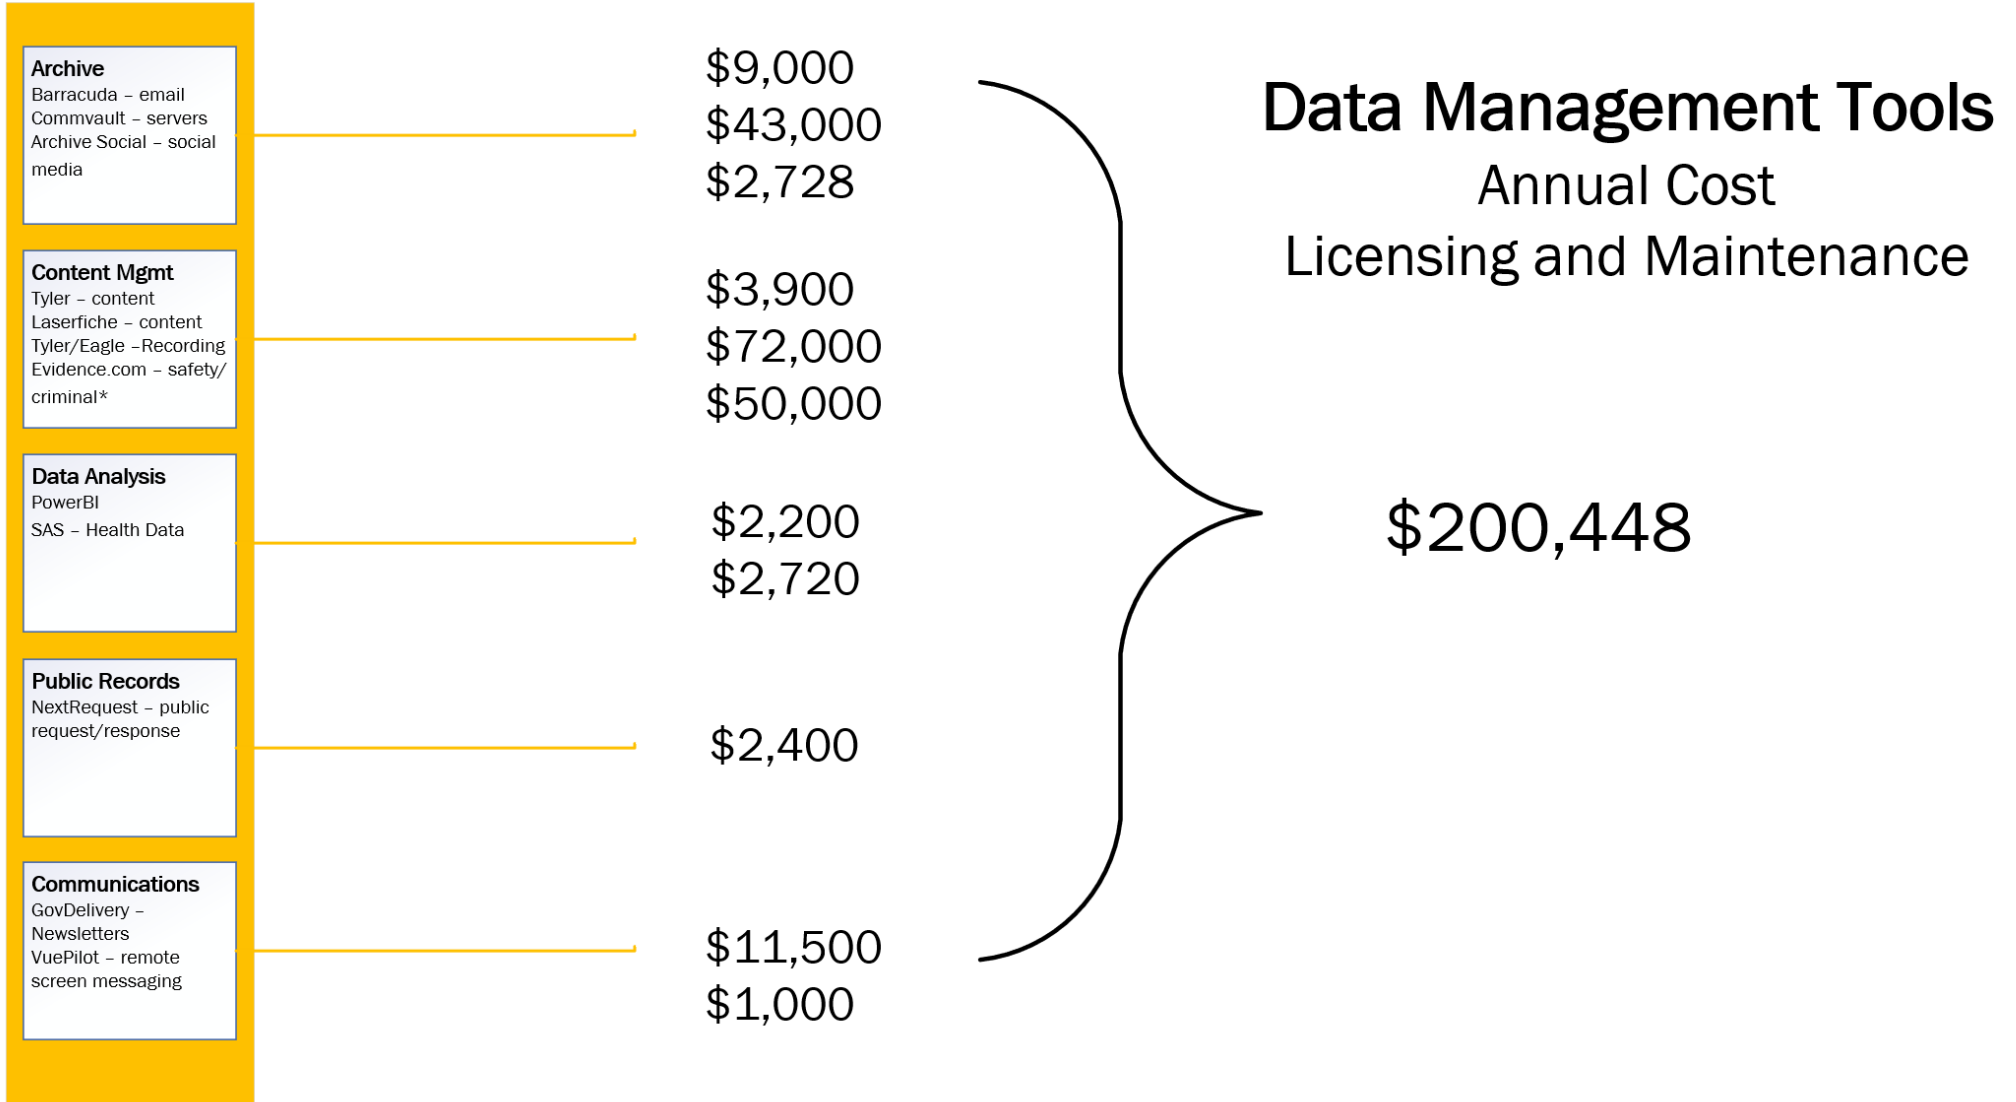 Archive
Barracuda – email
Commvault – servers
Archive Social – social
media
$9,000
$43,000
$2,728
Content Mgmt
Tyler – content
Laserfiche – content
Tyler/Eagle –Recording
Evidence.com – safety/
criminal*
$3,900
$72,000
$50,000
Data Analysis
PowerBI
SAS – Health Data
$2,200
$2,720
Public Records
NextRequest – public
request/response
$2,400
Communications
GovDelivery –
Newsletters
VuePilot – remote
screen messaging
$11,500
$1,000
Data Management Tools
Annual Cost
Licensing and Maintenance
$200,448